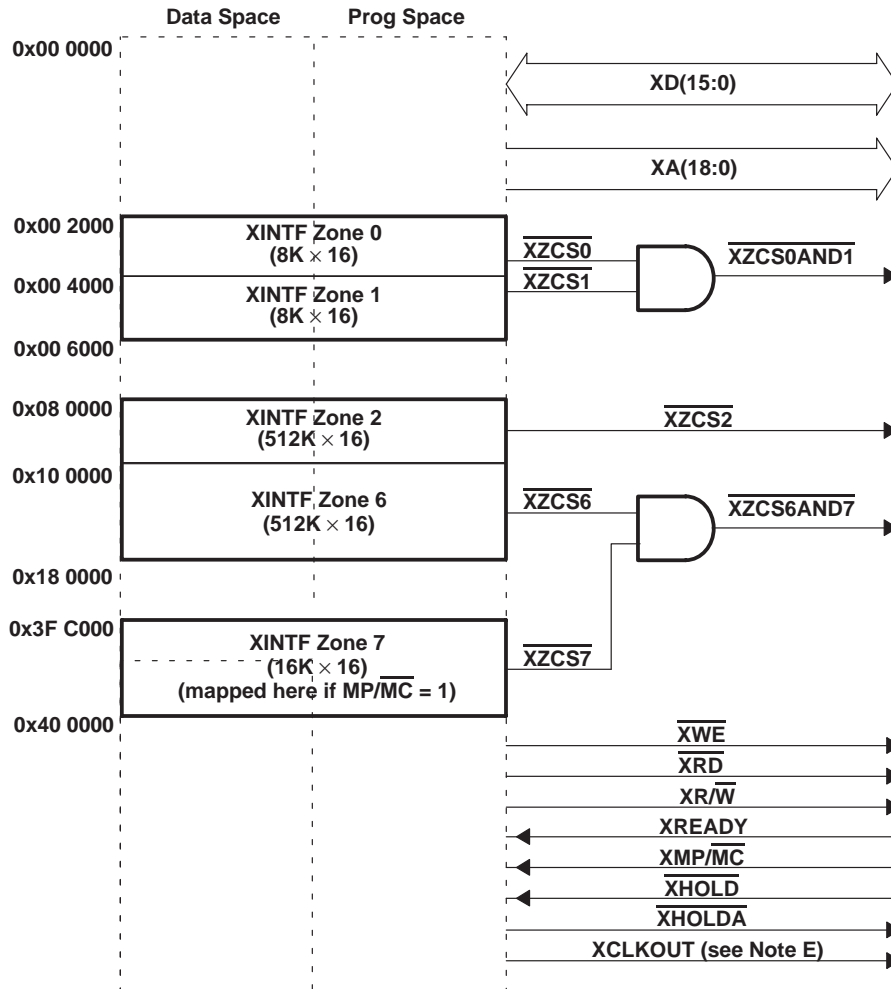 Data Space Prog Space
0x00 0000
XD(15:0)
XA(18:0)
0x00 2000
XINTF Zone 0
(8K × 16)
XZCS0
XZCS0AND1
0x00 4000
XZCS1
XINTF Zone 1
(8K × 16)
0x00 6000
0x08 0000
XINTF Zone 2
(512K × 16)
XZCS2
0x10 0000
XINTF Zone 6
(512K × 16)
XZCS6
XZCS6AND7
0x18 0000
0x3F C000
XINTF Zone 7
(16K × 16)
(mapped here if MP/M̅C̅ = 1)
XZCS7
0x40 0000
XWE
XRD
XR/W̅
XREADY
XMP/M̅C̅
XHOLD
XHOLDA
XCLKOUT (see Note E)